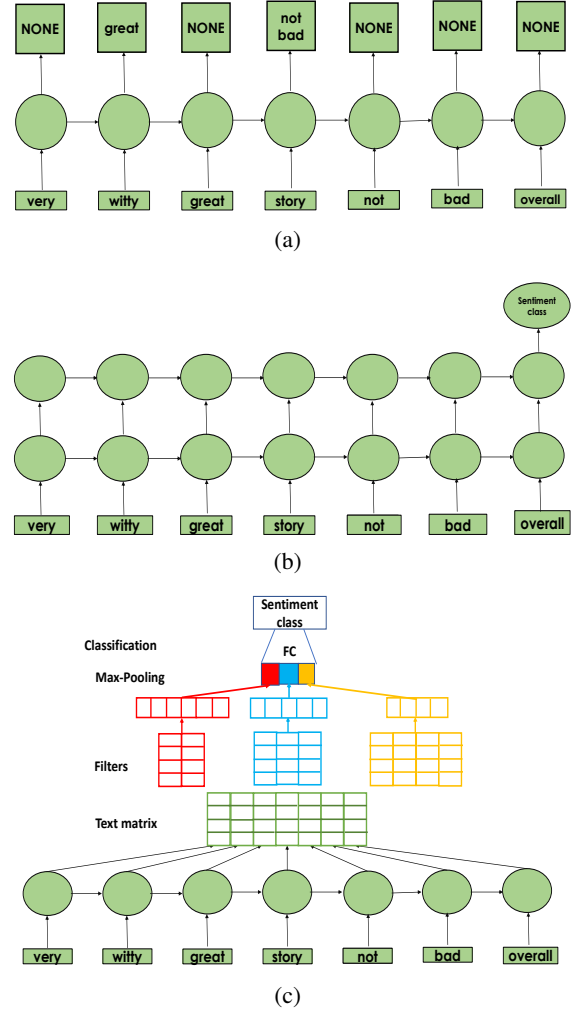 NONE great NONE not bad NONE NONE NONE
very witty great story not bad overall
(a)
Sentiment class
very witty great story not bad overall
(b)
Sentiment class
Classification
FC
Max-Pooling
Filters
Text matrix
very witty great story not bad overall
(c)